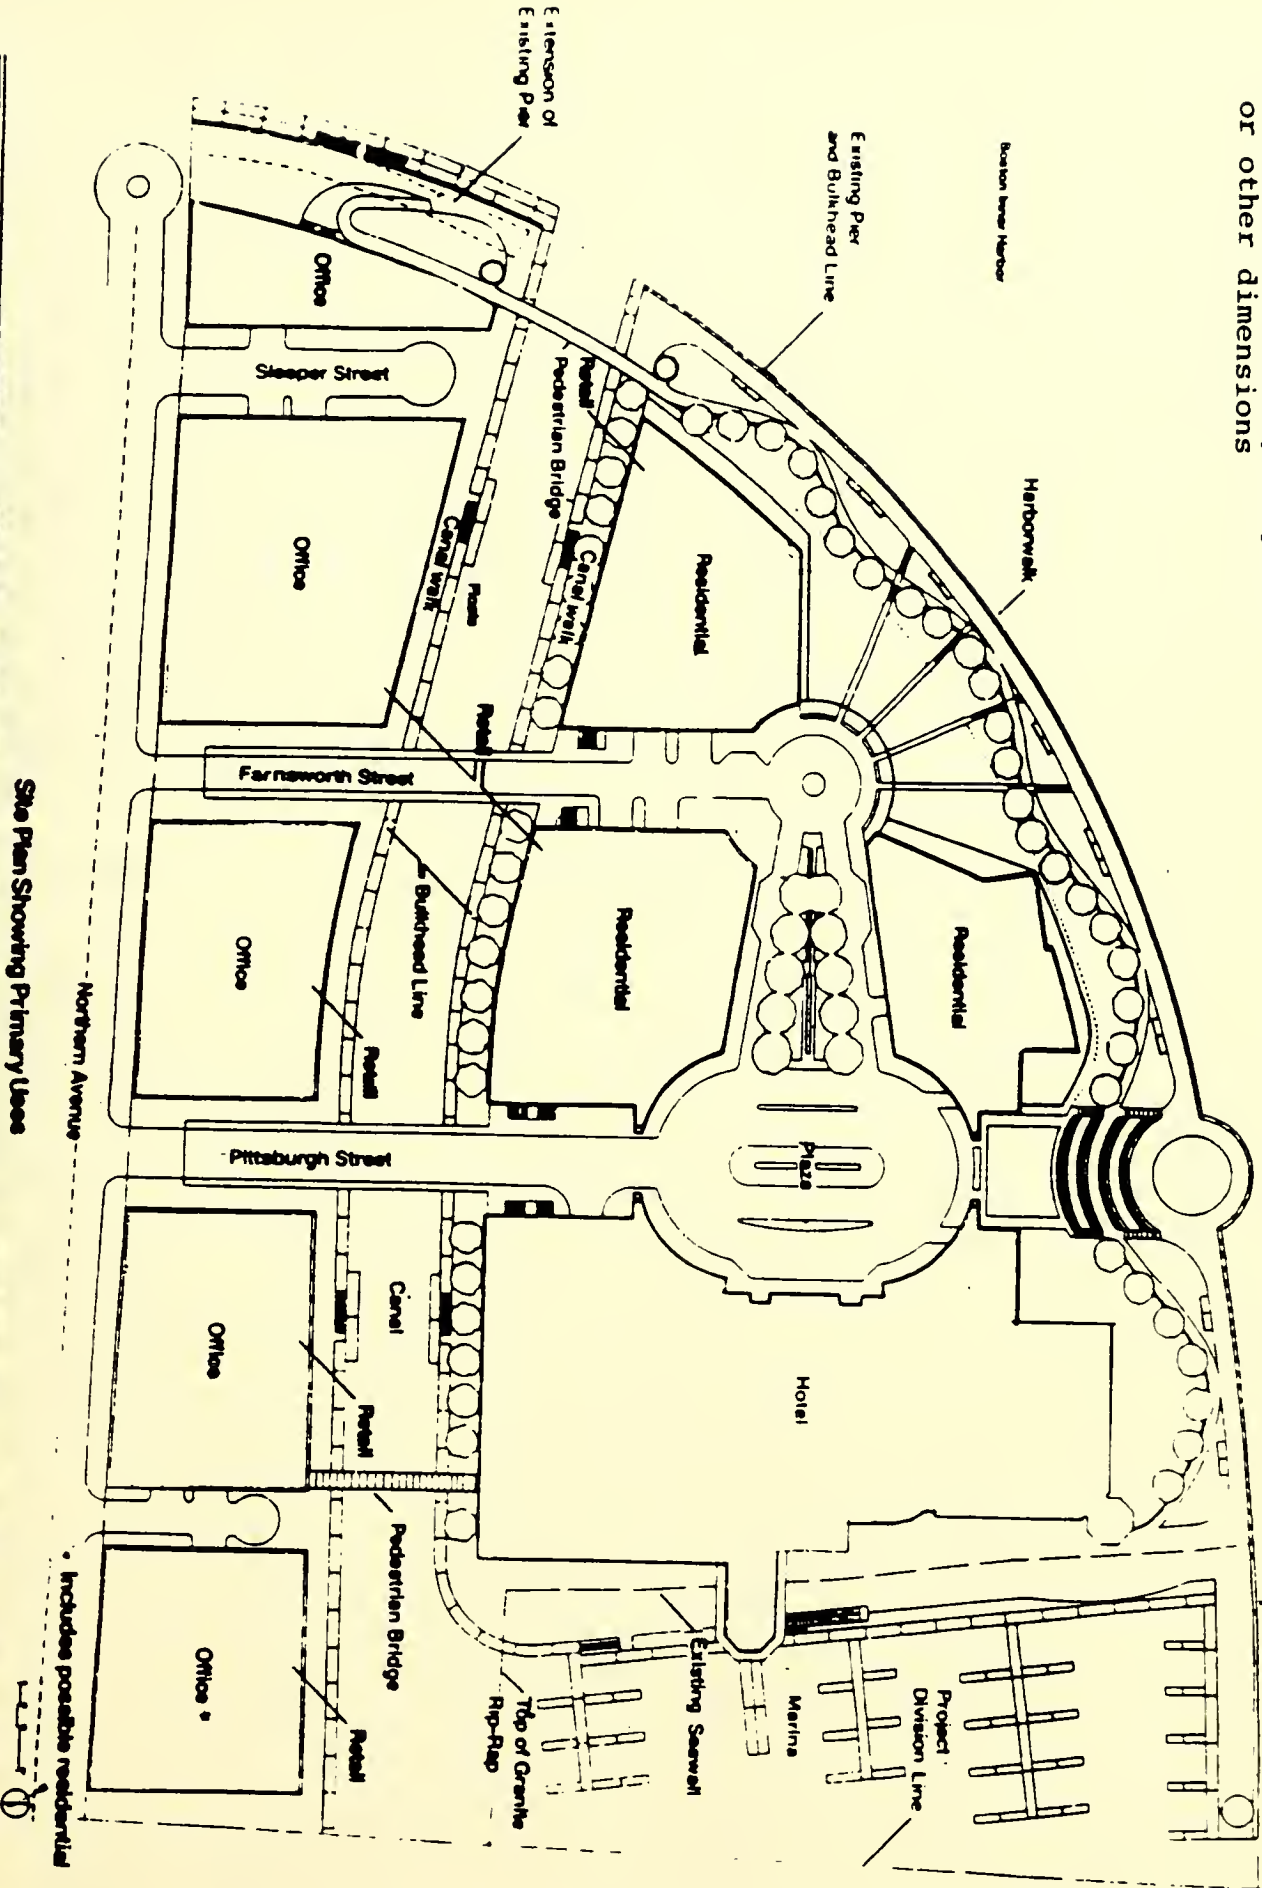 or other dimensions
Boston Inner Harbor
Extension of
Existing Pier
Existing Pier
and Bulkhead Line
Harborwalk
Office
Sleeper Street
Retail
Pedestrian Bridge
Residential
Canal walk
Canal walk
Office
Retail
Farnsworth Street
Residential
Residential
Bulkhead Line
Office
Retail
Pittsburgh Street
Plaza
Canal
Office
Retail
Hotel
Pedestrian Bridge
Office *
Retail
Existing Seawall
Top of Granite
Rip-Rap
Marina
Project
Division Line
Northern Avenue
* Includes possible residential
Site Plan Showing Primary Uses